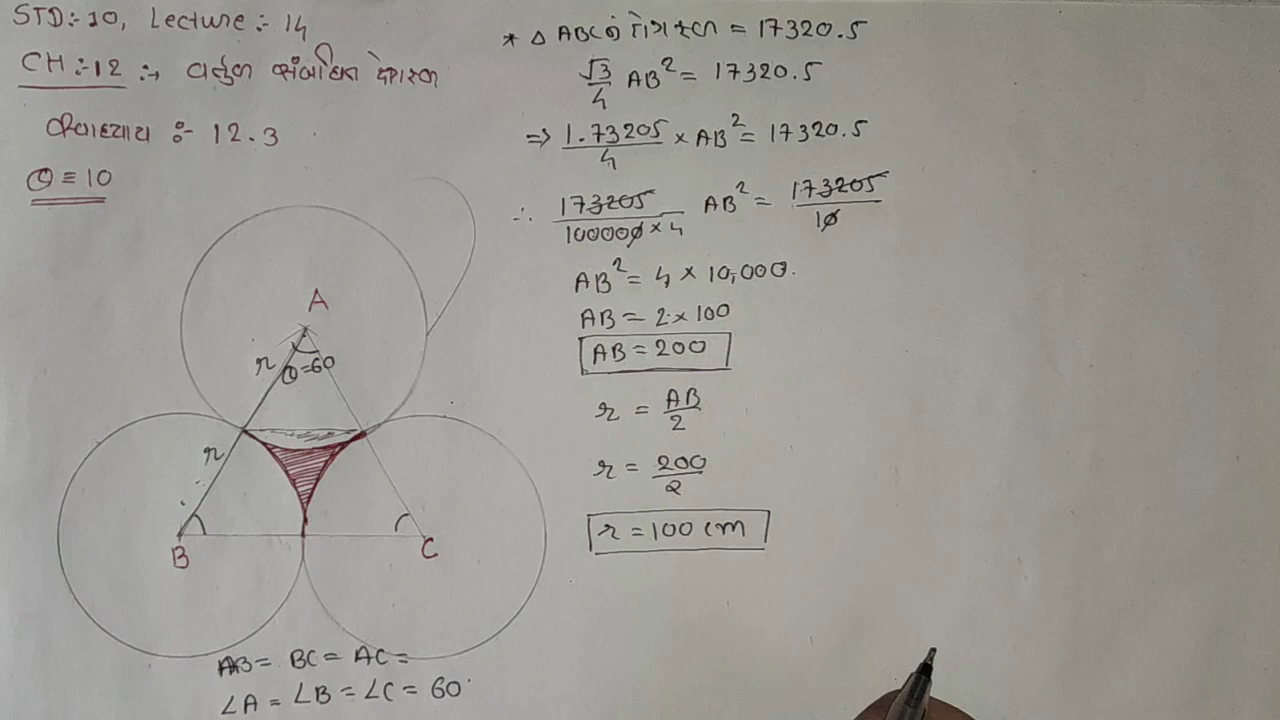 STD:- 10, Lecture :- 14
CH :- 12 :→ વર્તુળ સંબંધિત ક્ષેત્રફળ
સ્વાધ્યાય :- 12.3
Q = 10
A
r
θ=60
r
B
C
AB = BC = AC =
∠A = ∠B = ∠C = 60°
* △ ABC નું ક્ષેત્રફળ = 17320.5
√3/4 AB² = 17320.5
⇒ 1.73205/4 × AB² = 17320.5
∴ 173205/100000 × 4 AB² = 173205/10
AB² = 4 × 10,000.
AB = 2 × 100
AB = 200
r = AB/2
r = 200/2
r = 100 cm